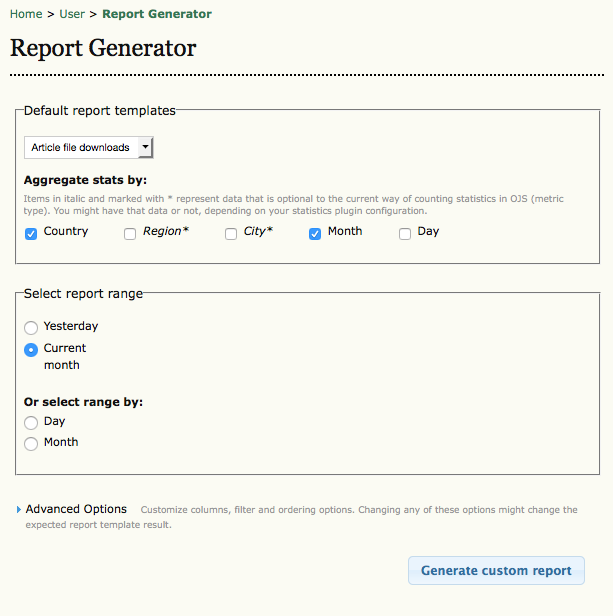 Home > User > Report Generator
Report Generator
Default report templates
Article file downloads
Aggregate stats by:
Items in italic and marked with * represent data that is optional to the current way of counting statistics in OJS (metric
type). You might have that data or not, depending on your statistics plugin configuration.
Country Region* City* Month Day
Select report range
Yesterday
Current
month
Or select range by:
Day
Month
Advanced Options Customize columns, filter and ordering options. Changing any of these options might change the
expected report template result.
Generate custom report